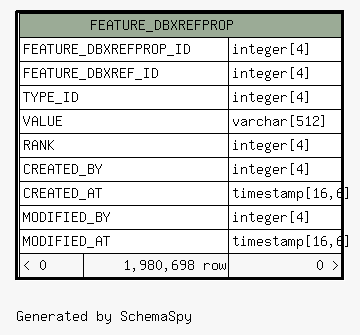 FEATURE_DBXREFPROP
FEATURE_DBXREFPROP_ID integer[4]
FEATURE_DBXREF_ID integer[4]
TYPE_ID integer[4]
VALUE varchar[512]
RANK integer[4]
CREATED_BY integer[4]
CREATED_AT timestamp[16,6]
MODIFIED_BY integer[4]
MODIFIED_AT timestamp[16,6]
< 0 1,980,698 row 0 >
Generated by SchemaSpy